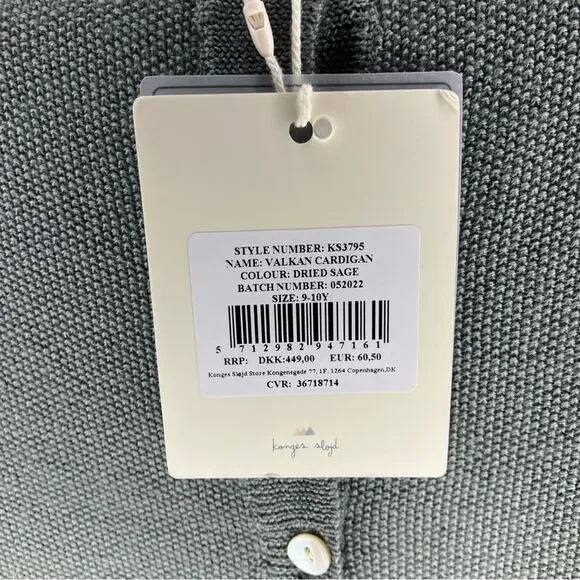 STYLE NUMBER: KS3795
NAME: VALKAN CARDIGAN
COLOUR: DRIED SAGE
BATCH NUMBER: 052022
SIZE: 9-10Y
5 712982 947161
RRP: DKK:449,00 EUR: 60,50
Konges Sløjd Store Kongensgade 77, 1F. 1264 Copenhagen,DK
CVR: 36718714
konges sløjd